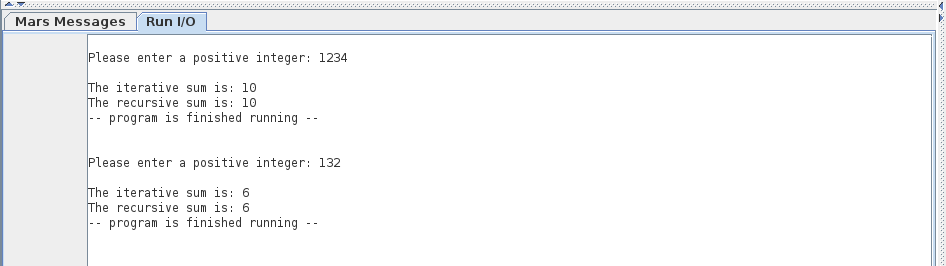 Mars Messages
Run I/O
Please enter a positive integer: 1234
The iterative sum is: 10
The recursive sum is: 10
-- program is finished running --
Please enter a positive integer: 132
The iterative sum is: 6
The recursive sum is: 6
-- program is finished running --